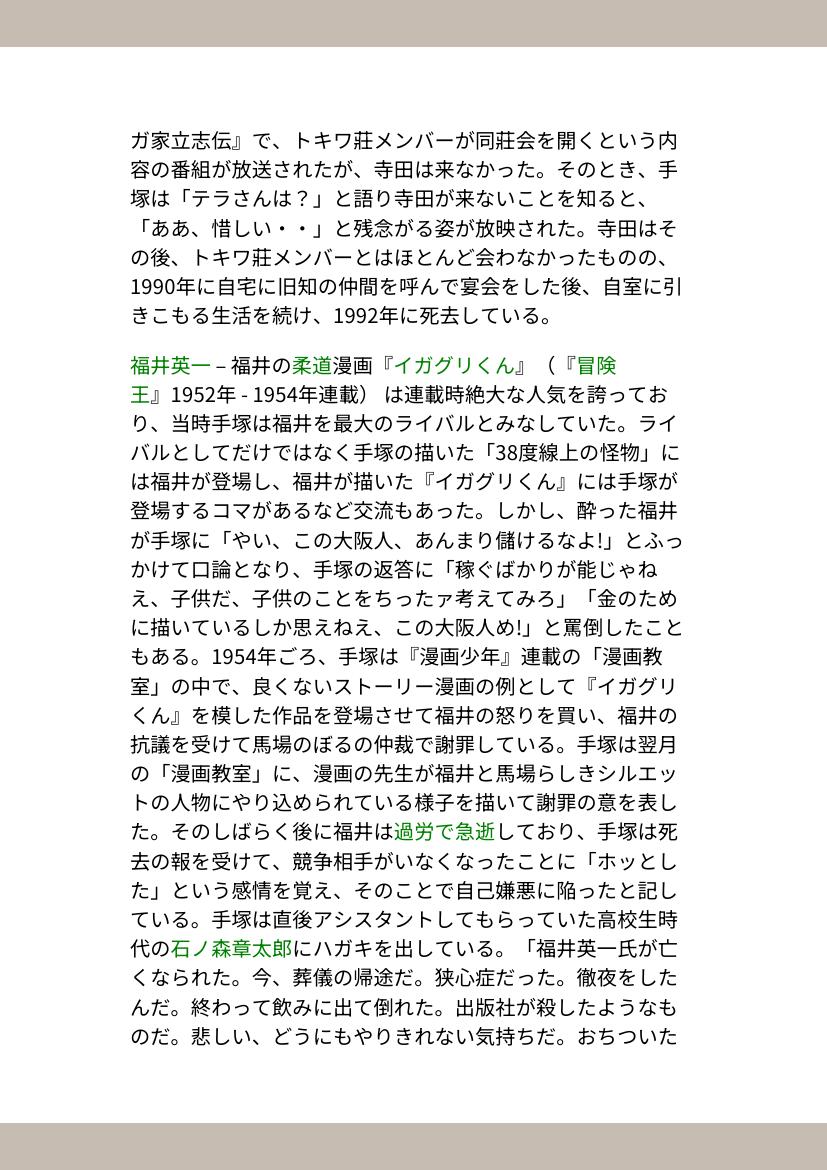 ガ家立志伝』で、トキワ荘メンバーが同莊会を開くという内
容の番組が放送されたが、寺田は来なかった。そのとき、手
塚は「テラさんは？」と語り寺田が来ないことを知ると、
「ああ、惜しい・・」と残念がる姿が放映された。寺田はそ
の後、トキワ荘メンバーとはほとんど会わなかったものの、
1990年に自宅に旧知の仲間を呼んで宴会をした後、自室に引
きこもる生活を続け、1992年に死去している。
福井英一 – 福井の柔道漫画『イガグリくん』（『冒険
王』1952年 - 1954年連載） は連載時絶大な人気を誇ってお
り、当時手塚は福井を最大のライバルとみなしていた。ライ
バルとしてだけではなく手塚の描いた「38度線上の怪物」に
は福井が登場し、福井が描いた『イガグリくん』には手塚が
登場するコマがあるなど交流もあった。しかし、酔った福井
が手塚に「やい、この大阪人、あんまり儲けるなよ!」とふっ
かけて口論となり、手塚の返答に「稼ぐばかりが能じゃね
え、子供だ、子供のことをちったァ考えてみろ」「金のため
に描いているしか思えねえ、この大阪人め!」と罵倒したこと
もある。1954年ごろ、手塚は『漫画少年』連載の「漫画教
室」の中で、良くないストーリー漫画の例として『イガグリ
くん』を模した作品を登場させて福井の怒りを買い、福井の
抗議を受けて馬場のぼるの仲裁で謝罪している。手塚は翌月
の「漫画教室」に、漫画の先生が福井と馬場らしきシルエッ
トの人物にやり込められている様子を描いて謝罪の意を表し
た。そのしばらく後に福井は過労で急逝しており、手塚は死
去の報を受けて、競争相手がいなくなったことに「ホッとし
た」という感情を覚え、そのことで自己嫌悪に陥ったと記し
ている。手塚は直後アシスタントしてもらっていた高校生時
代の石ノ森章太郎にハガキを出している。「福井英一氏が亡
くなられた。今、葬儀の帰途だ。狭心症だった。徹夜をした
んだ。終わって飲みに出て倒れた。出版社が殺したようなも
のだ。悲しい、どうにもやりきれない気持ちだ。おちついた